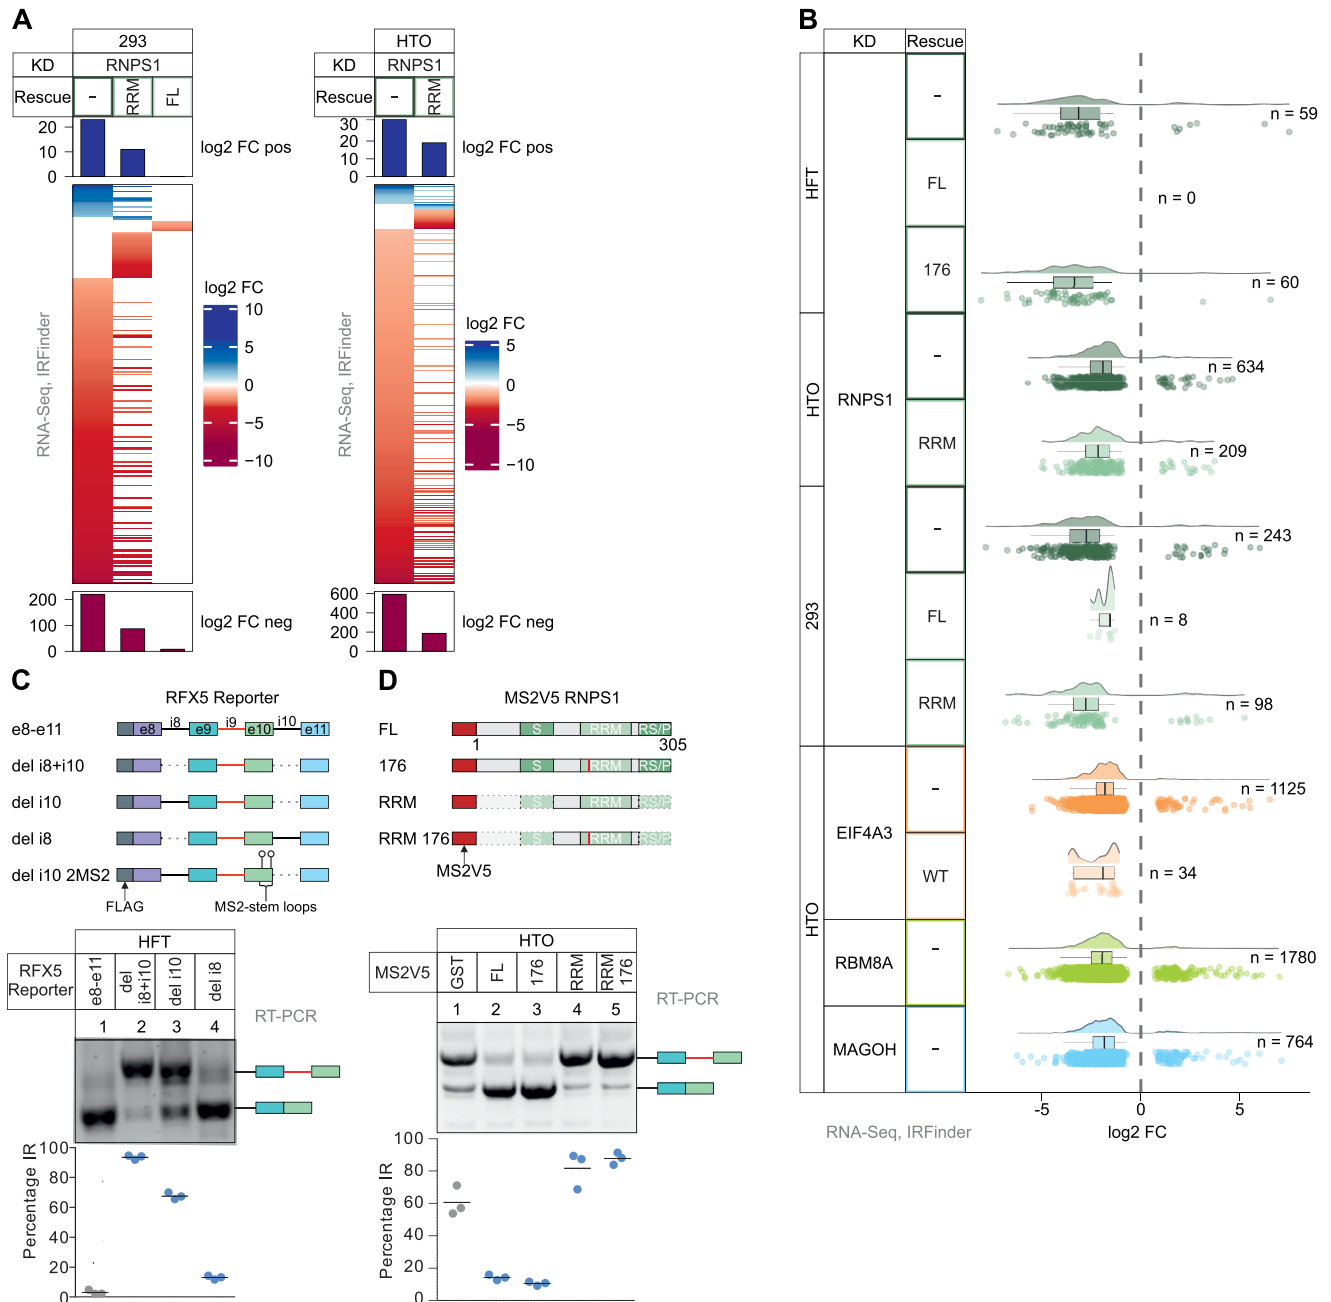 A
293
KD RNPS1
Rescue - RRM FL
20
10
0
log2 FC pos
RNA-Seq, IRFinder
log2 FC
10
5
0
−5
−10
200
100
0
log2 FC neg
HTO
KD RNPS1
Rescue - RRM
30
20
10
0
log2 FC pos
RNA-Seq, IRFinder
log2 FC
5
0
−5
−10
600
400
200
0
log2 FC neg
B
KD Rescue
HFT
HTO
293
HTO
RNPS1
EIF4A3
RBM8A
MAGOH
- n = 59
FL n = 0
176 n = 60
- n = 634
RRM n = 209
- n = 243
FL n = 8
RRM n = 98
- n = 1125
WT n = 34
- n = 1780
- n = 764
-5 0 5
RNA-Seq, IRFinder log2 FC
C
RFX5 Reporter
e8-e11 e8 i8 e9 i9 e10 i10 e11
del i8+i10
del i10
del i8
del i10 2MS2
FLAG MS2-stem loops
HFT
RFX5 Reporter e8-e11 del i8+i10 del i10 del i8
1 2 3 4
RT-PCR
Percentage IR
100
80
60
40
20
0
D
MS2V5 RNPS1
FL S RRM RS/P
1 305
176 S RRM RS/P
RRM S RRM RS/P
RRM 176 S RRM RS/P
MS2V5
HTO
MS2V5 GST FL 176 RRM RRM 176
1 2 3 4 5
RT-PCR
Percentage IR
100
80
60
40
20
0